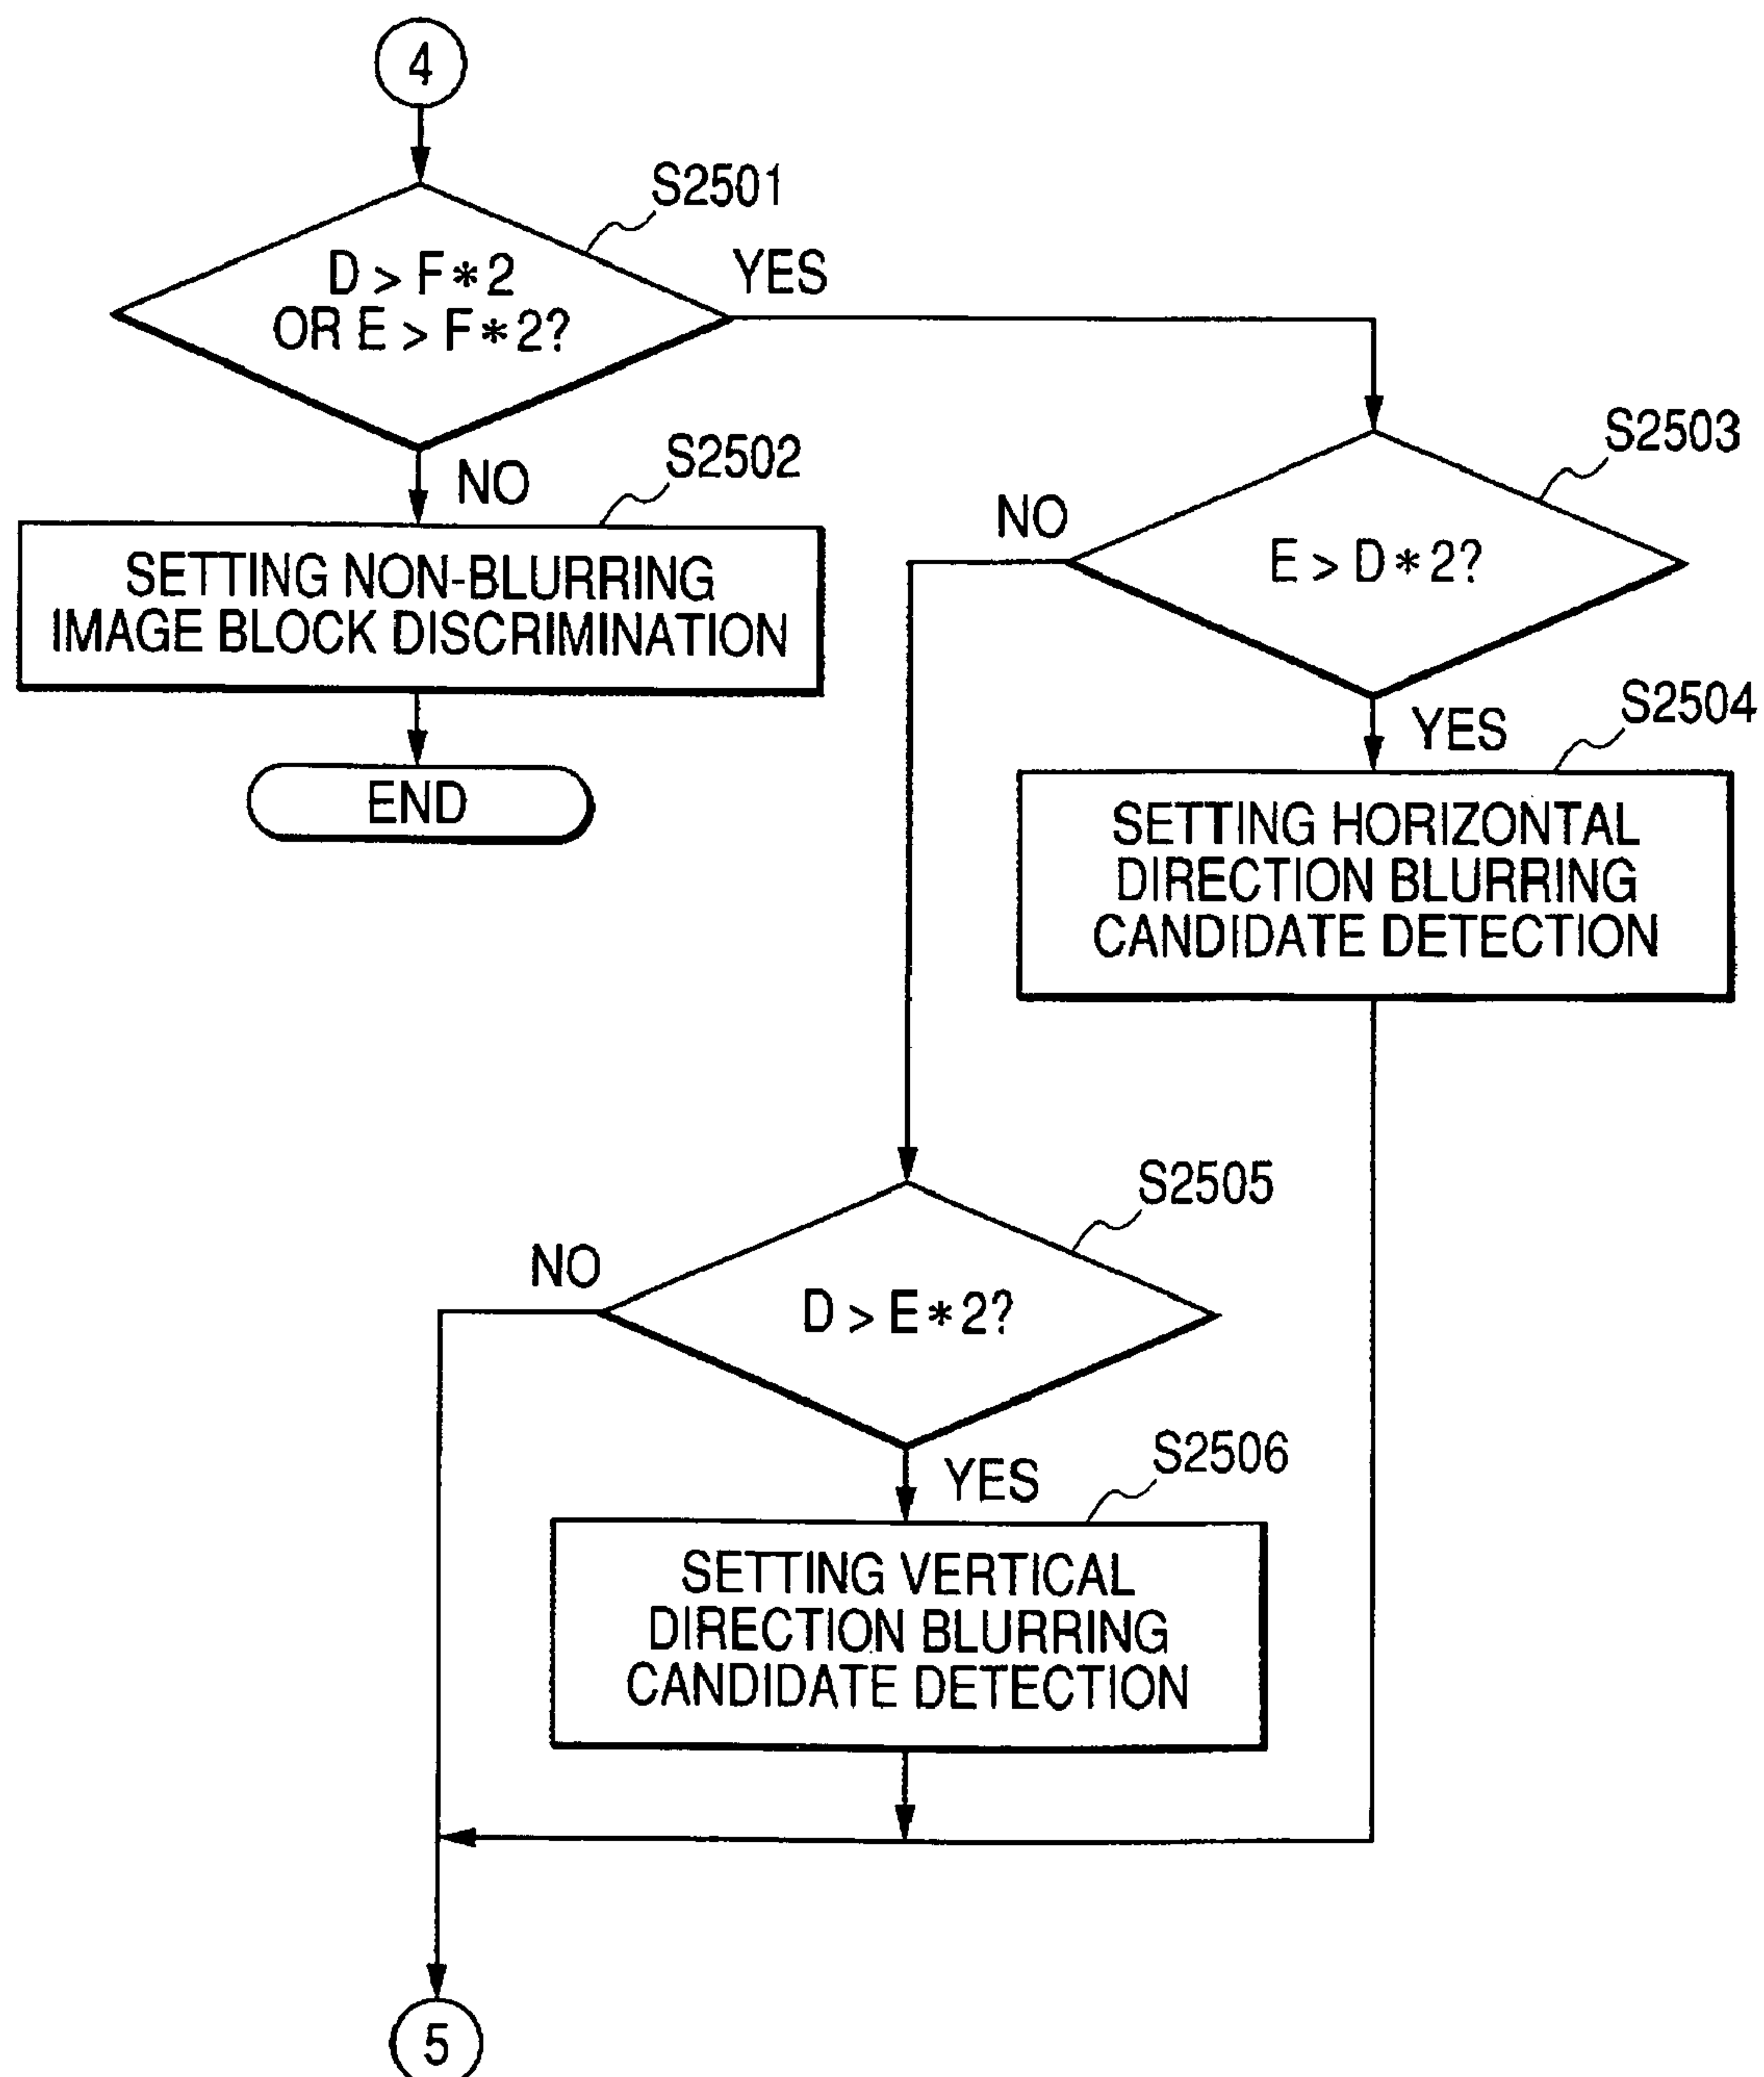 4
S2501
D > F * 2
OR E > F * 2?
YES
NO
S2502
SETTING NON-BLURRING
IMAGE BLOCK DISCRIMINATION
END
S2503
E > D * 2?
NO
YES
S2504
SETTING HORIZONTAL
DIRECTION BLURRING
CANDIDATE DETECTION
S2505
D > E * 2?
NO
YES
S2506
SETTING VERTICAL
DIRECTION BLURRING
CANDIDATE DETECTION
5